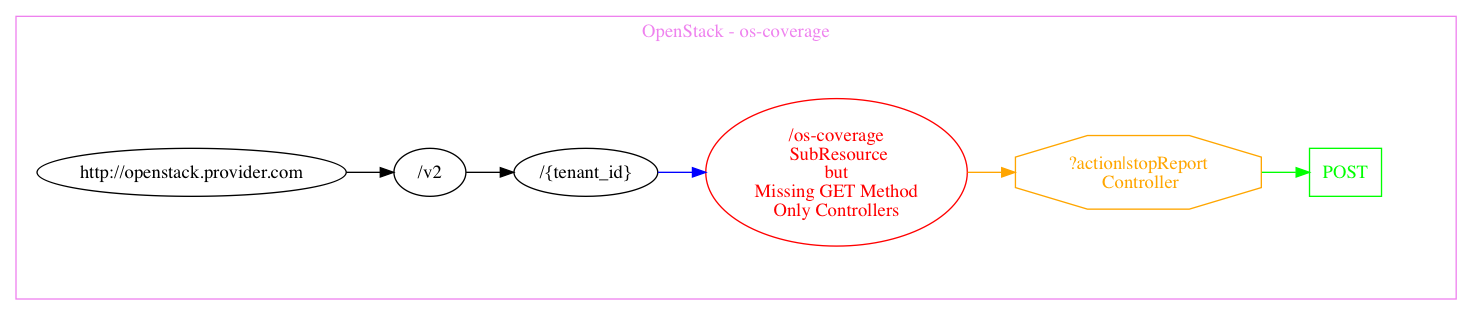 OpenStack - os-coverage
http://openstack.provider.com
/v2
/{tenant_id}
/os-coverage
SubResource
but
Missing GET Method
Only Controllers
?action|stopReport
Controller
POST